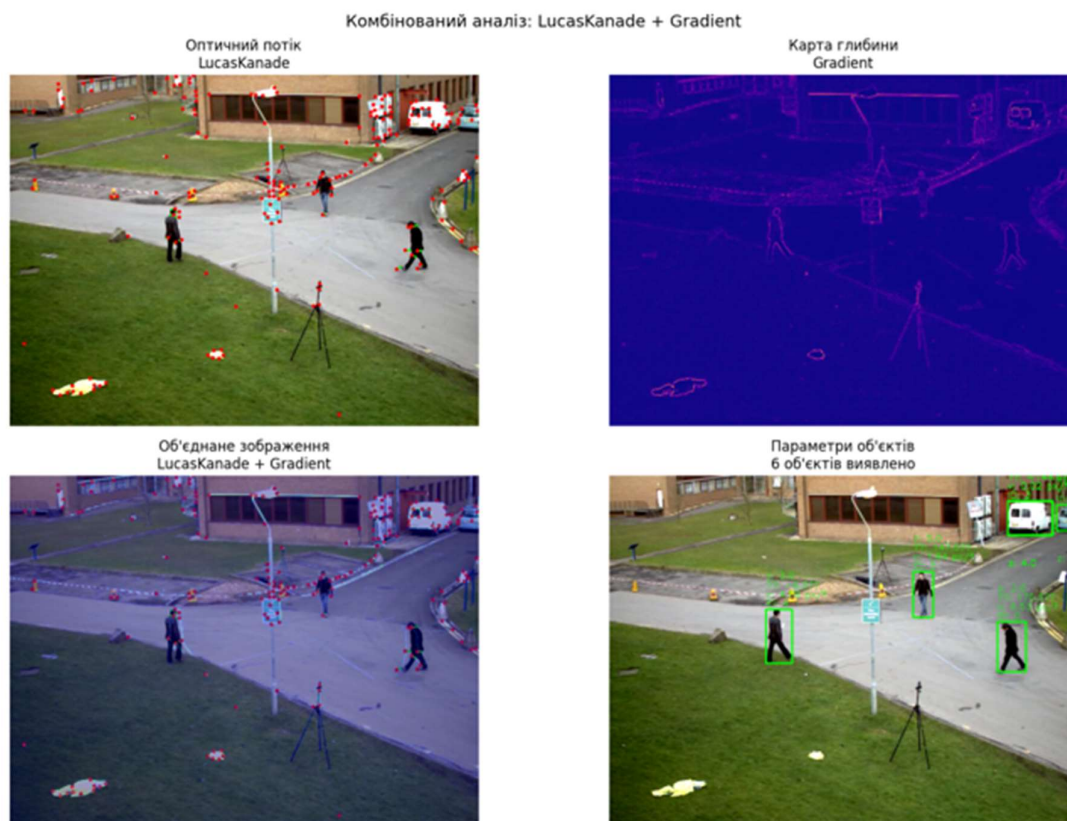 Комбінований аналіз: LucasKanade + Gradient
Оптичний потік
LucasKanade
Карта глибини
Gradient
Об'єднане зображення
LucasKanade + Gradient
Параметри об'єктів
6 об'єктів виявлено